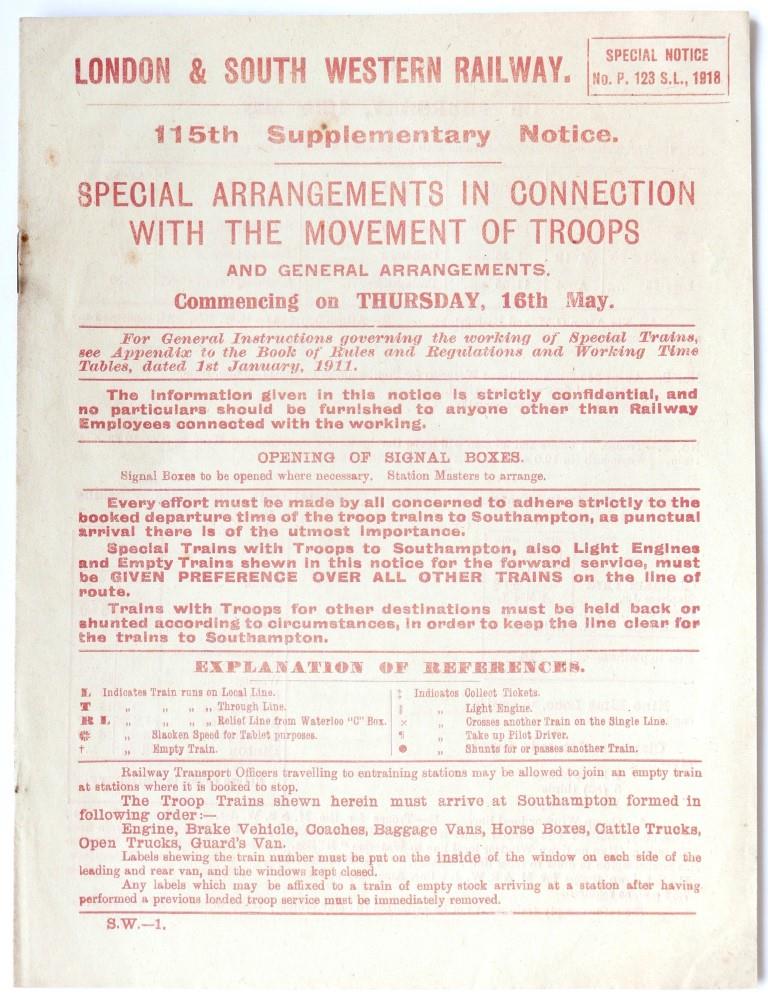 LONDON & SOUTH WESTERN RAILWAY.
SPECIAL NOTICE
No. P. 123 S.L., 1918
115th Supplementary Notice.
SPECIAL ARRANGEMENTS IN CONNECTION
WITH THE MOVEMENT OF TROOPS
AND GENERAL ARRANGEMENTS.
Commencing on THURSDAY, 16th May.
For General Instructions governing the working of Special Trains,
see Appendix to the Book of Rules and Regulations and Working Time
Tables, dated 1st January, 1911.
The information given in this notice is strictly confidential, and
no particulars should be furnished to anyone other than Railway
Employees connected with the working.
OPENING OF SIGNAL BOXES.
Signal Boxes to be opened where necessary. Station Masters to arrange.
Every effort must be made by all concerned to adhere strictly to the
booked departure time of the troop trains to Southampton, as punctual
arrival there is of the utmost importance.
Special Trains with Troops to Southampton, also Light Engines
and Empty Trains shewn in this notice for the forward service, must
be GIVEN PREFERENCE OVER ALL OTHER TRAINS on the line of
route.
Trains with Troops for other destinations must be held back or
shunted according to circumstances, in order to keep the line clear for
the trains to Southampton.
EXPLANATION OF REFERENCES.
L Indicates Train runs on Local Line.
T „ „ „ „ Through Line.
R L „ „ „ „ Relief Line from Waterloo "C" Box.
„ Slacken Speed for Tablet purposes.
† „ Empty Train.
‡ Indicates Collect Tickets.
„ Light Engine.
× „ Crosses another Train on the Single Line.
¶ „ Take up Pilot Driver.
● „ Shunts for or passes another Train.
Railway Transport Officers travelling to entraining stations may be allowed to join an empty train
at stations where it is booked to stop.
The Troop Trains shewn herein must arrive at Southampton formed in
following order:—
Engine, Brake Vehicle, Coaches, Baggage Vans, Horse Boxes, Cattle Trucks,
Open Trucks, Guard's Van.
Labels shewing the train number must be put on the inside of the window on each side of the
leading and rear van, and the windows kept closed.
Any labels which may be affixed to a train of empty stock arriving at a station after having
performed a previous loaded troop service must be immediately removed.
S.W.—1.